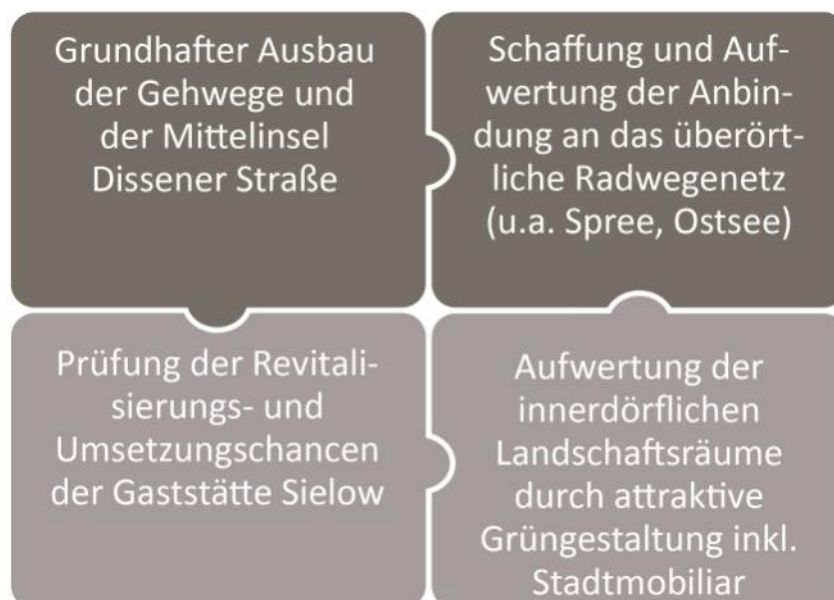 Grundhafter Ausbau
der Gehwege und
der Mittelinsel
Dissener Straße
Schaffung und Auf-
wertung der Anbin-
dung an das überört-
liche Radwegenetz
(u.a. Spree, Ostsee)
Prüfung der Revitali-
sierungs- und
Umsetzungschancen
der Gaststätte Sielow
Aufwertung der
innerdörflichen
Landschaftsräume
durch attraktive
Grüngestaltung inkl.
Stadtmobiliar